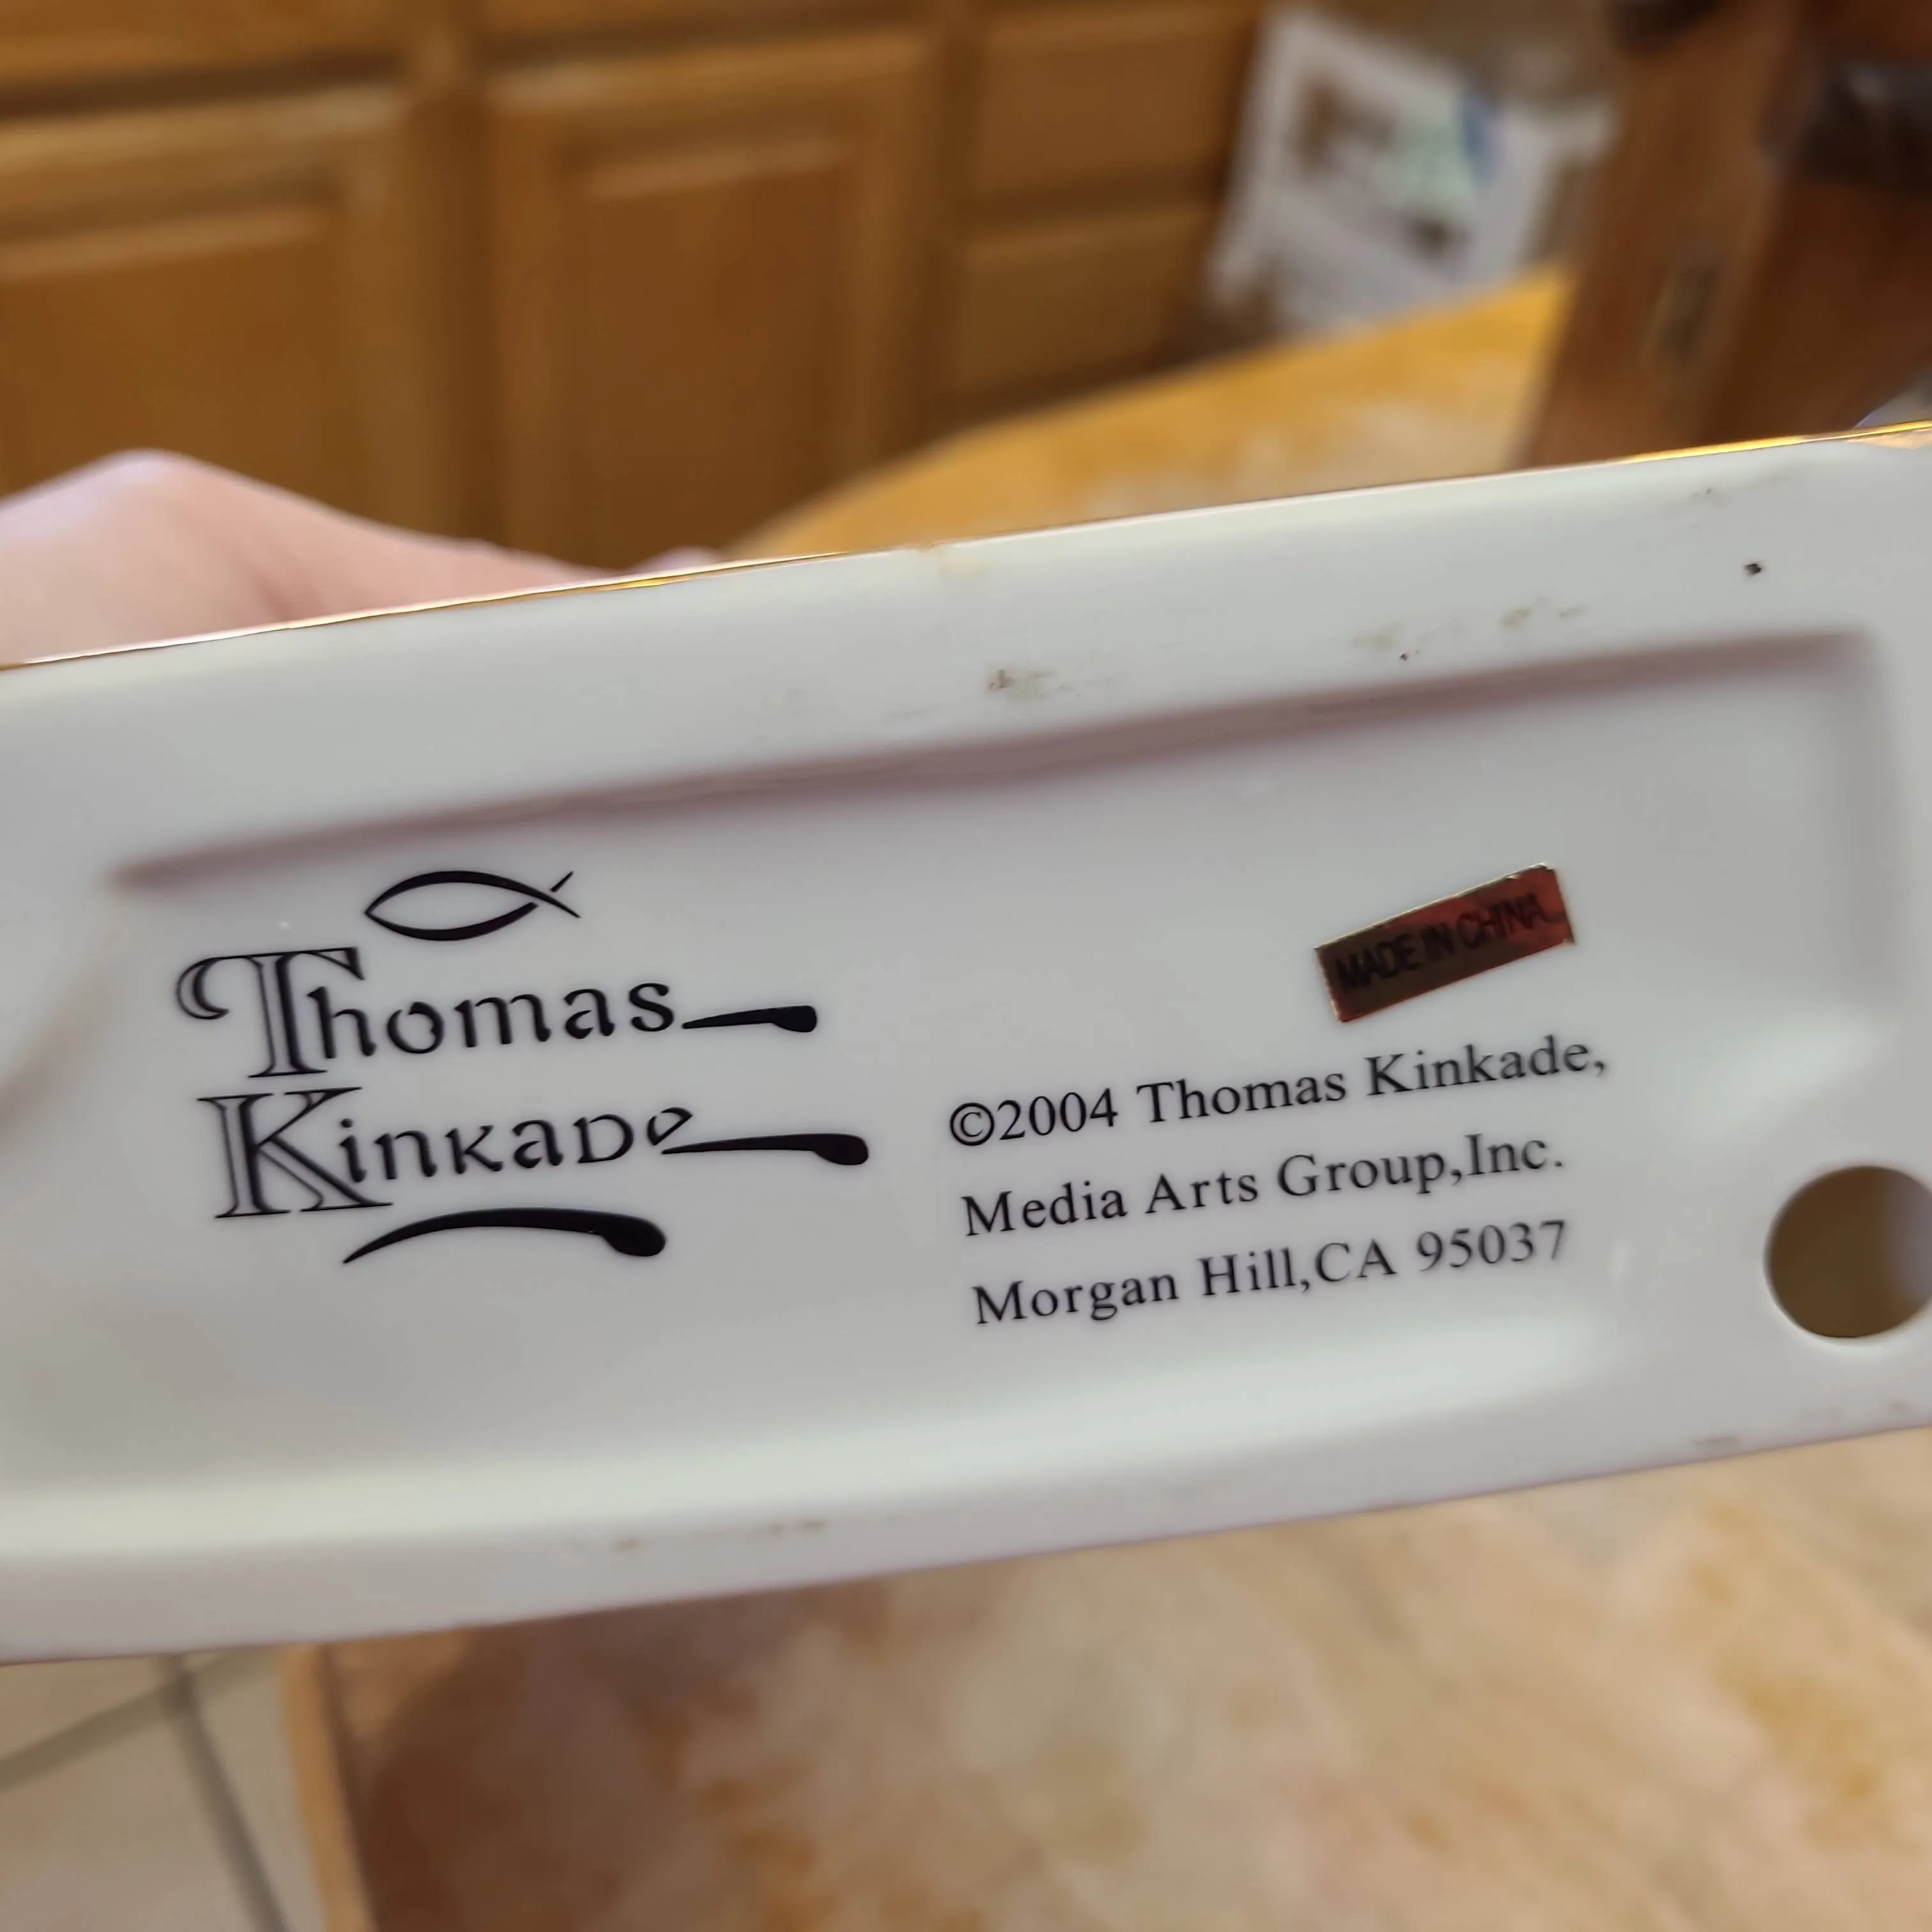 Thomas
Kinkade
MADE IN CHINA
©2004 Thomas Kinkade,
Media Arts Group,Inc.
Morgan Hill,CA 95037